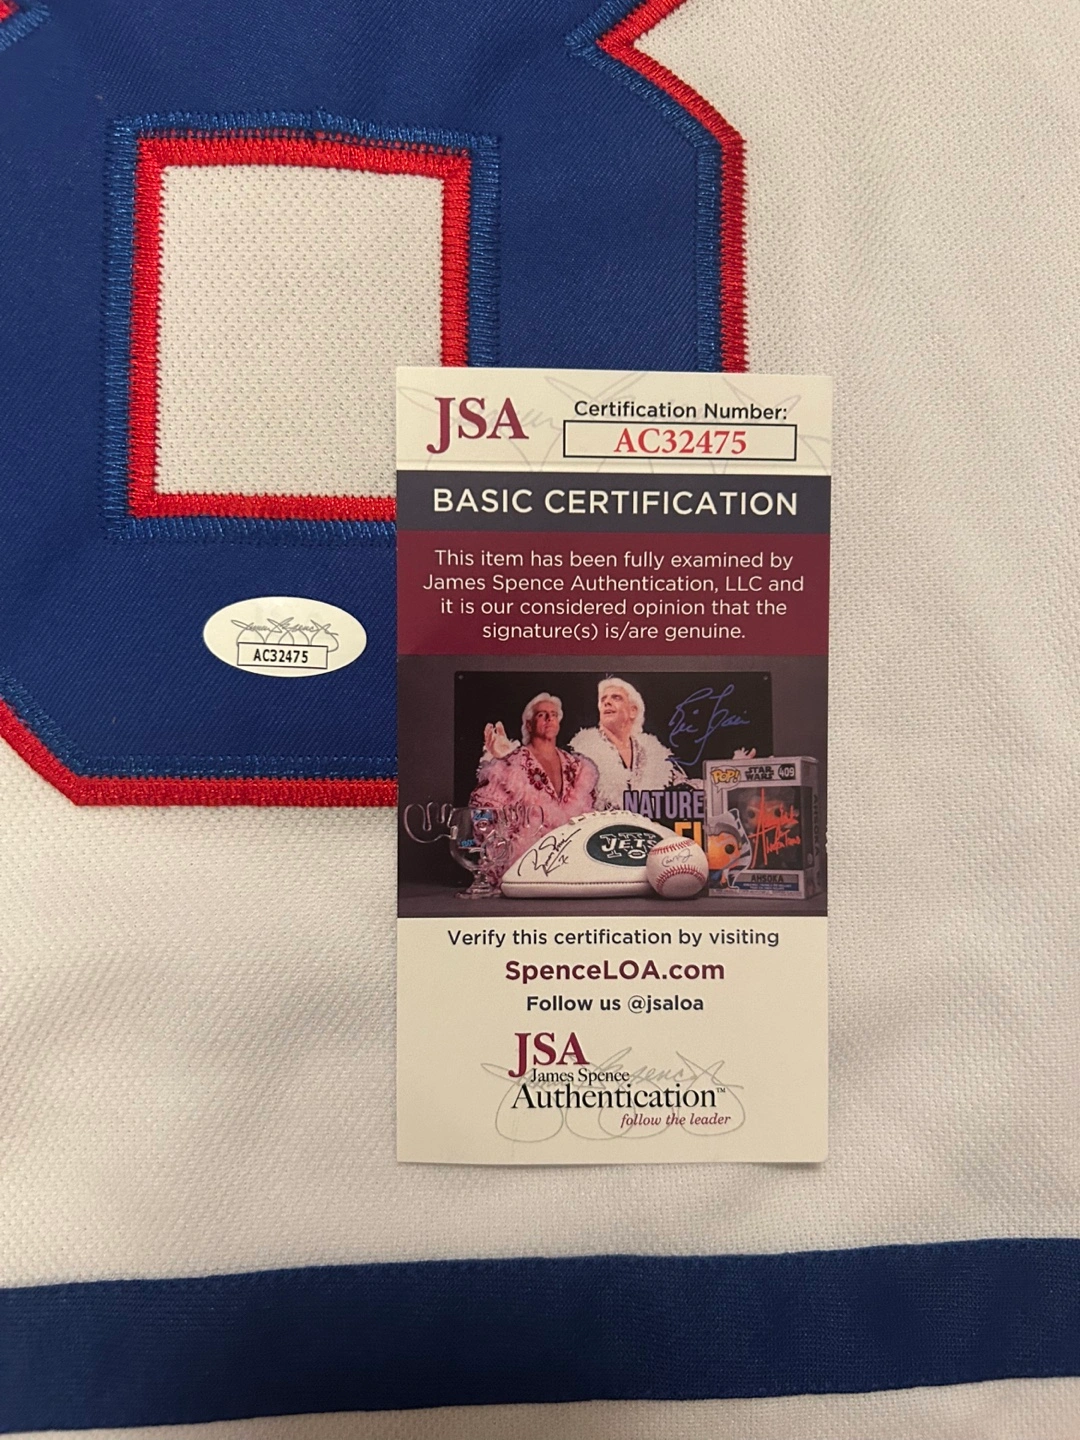 JSA
Certification Number:
AC32475
BASIC CERTIFICATION
This item has been fully examined by
James Spence Authentication, LLC and
it is our considered opinion that the
signature(s) is/are genuine.
AC32475
NATURE
JETS
POP!
STAR WARS
409
AHSOKA
Verify this certification by visiting
SpenceLOA.com
Follow us @jsaloa
JSA
James Spence
Authentication™
follow the leader